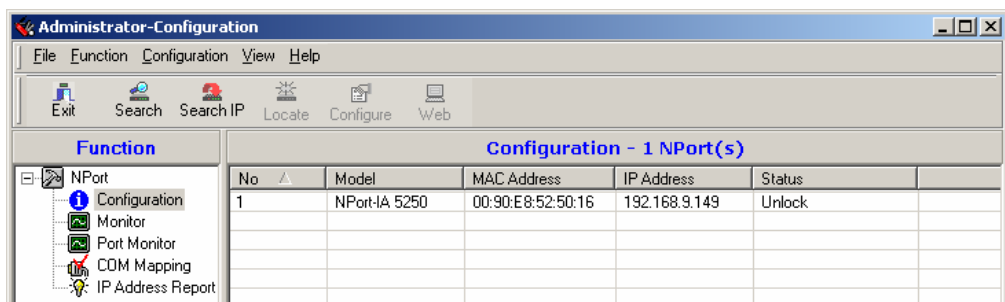 Administrator-Configuration
File Function Configuration View Help
Exit Search Search IP Locate Configure Web
Function
Configuration - 1 NPort(s)
NPort
Configuration
Monitor
Port Monitor
COM Mapping
IP Address Report
No Model MAC Address IP Address Status
1 NPort-IA 5250 00:90:E8:52:50:16 192.168.9.149 Unlock